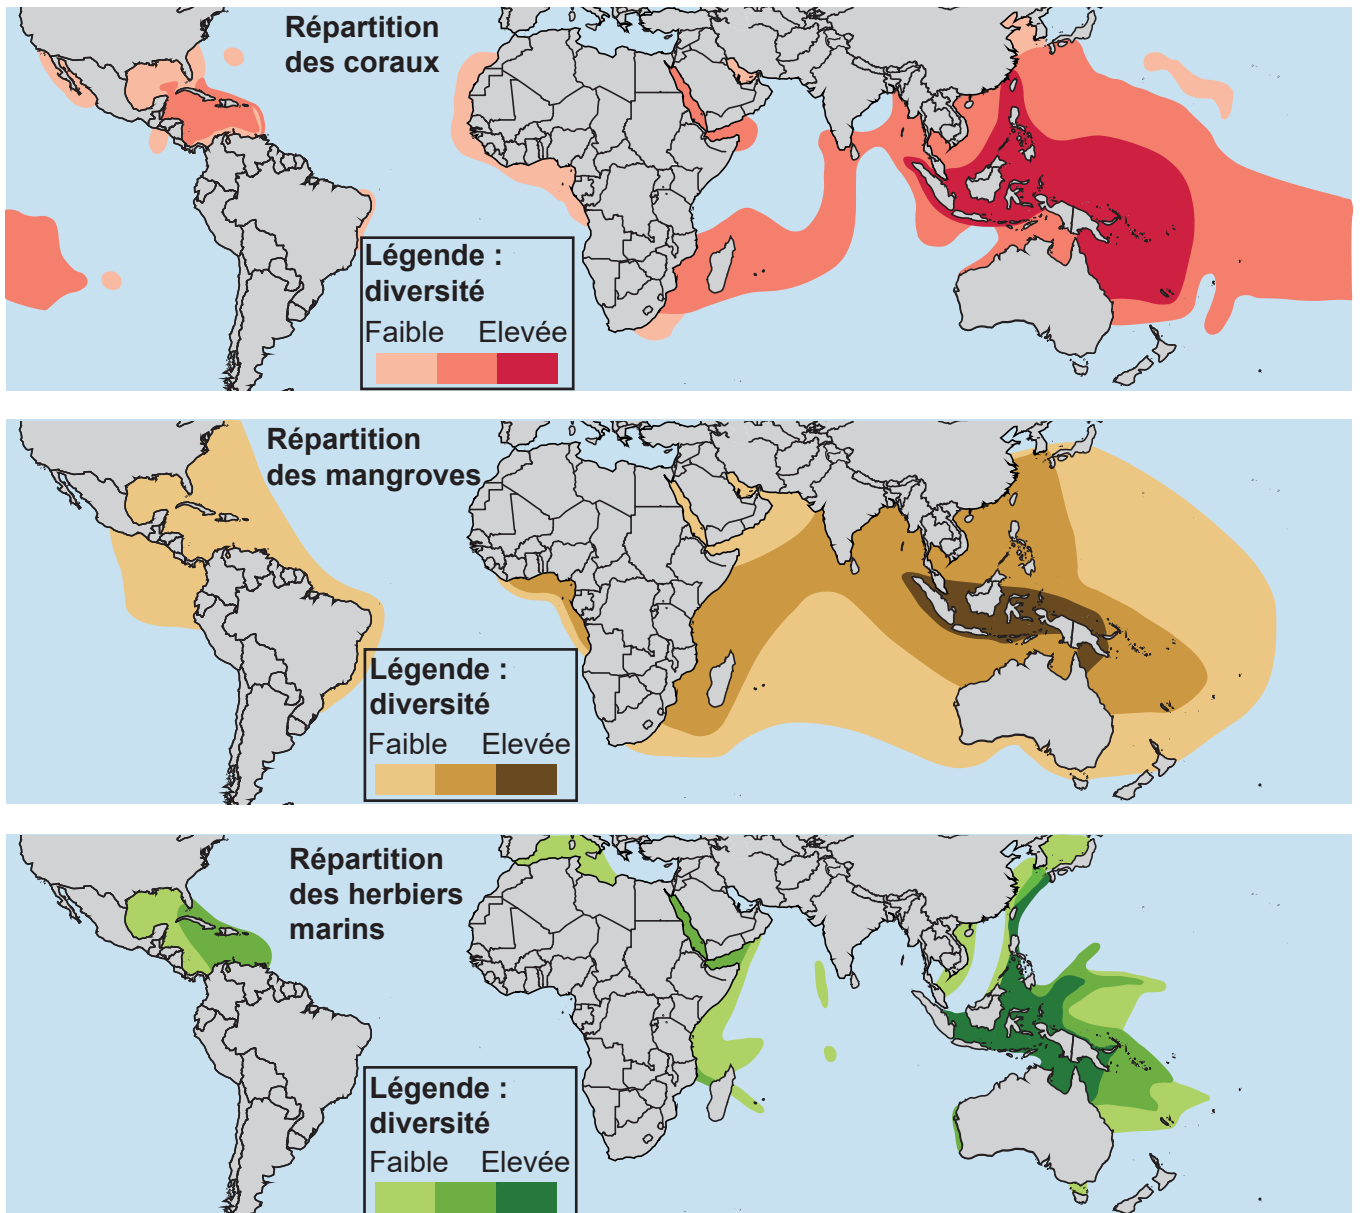 Répartition
des coraux
Légende :
diversité
Faible Elevée
Répartition
des mangroves
Légende :
diversité
Faible Elevée
Répartition
des herbiers
marins
Légende :
diversité
Faible Elevée